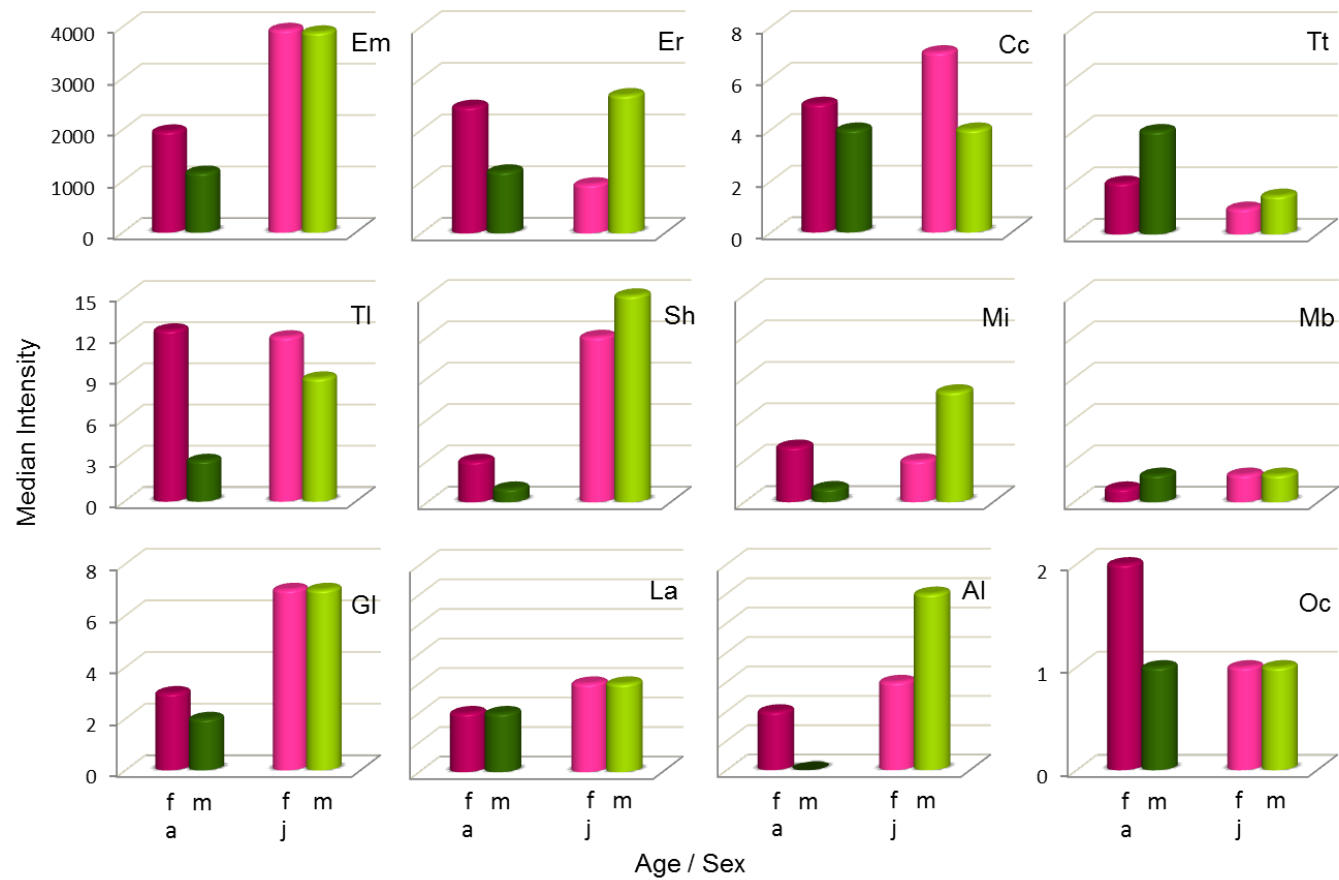 4000
3000
2000
1000
0
Em
Er
8
6
4
2
0
Cc
Tt
Median Intensity
15
12
9
6
3
0
Tl
Sh
Mi
Mb
8
6
4
2
0
Gl
La
Al
2
1
0
Oc
f m f m
a j
f m f m
a j
f m f m
a j
f m f m
a j
Age / Sex